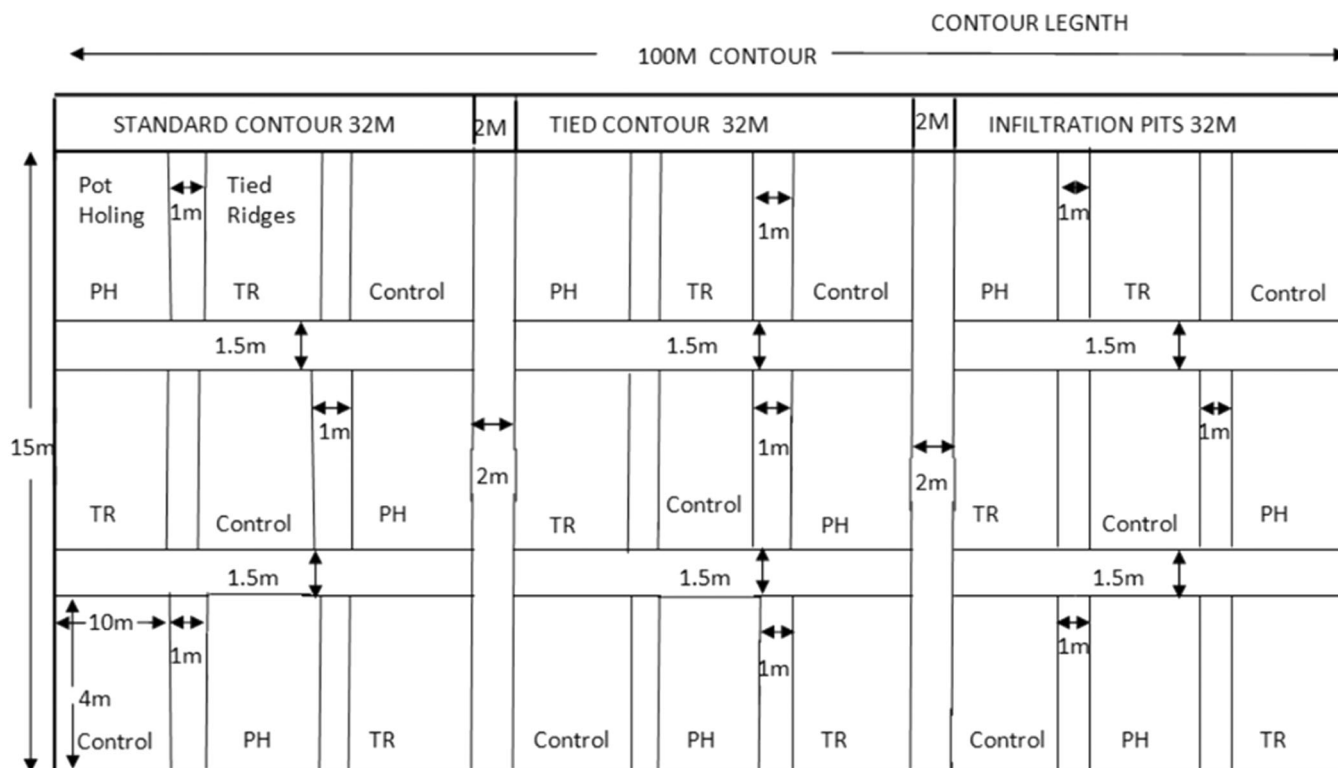 CONTOUR LEGNTH
100M CONTOUR
STANDARD CONTOUR 32M
2M
TIED CONTOUR 32M
2M
INFILTRATION PITS 32M
Pot
Holing
1m
Tied
Ridges
1m
1m
PH
TR
Control
PH
TR
Control
PH
TR
Control
1.5m
1.5m
1.5m
15m
1m
1m
1m
2m
2m
TR
Control
PH
TR
Control
PH
TR
Control
PH
1.5m
1.5m
1.5m
10m
1m
1m
1m
4m
Control
PH
TR
Control
PH
TR
Control
PH
TR